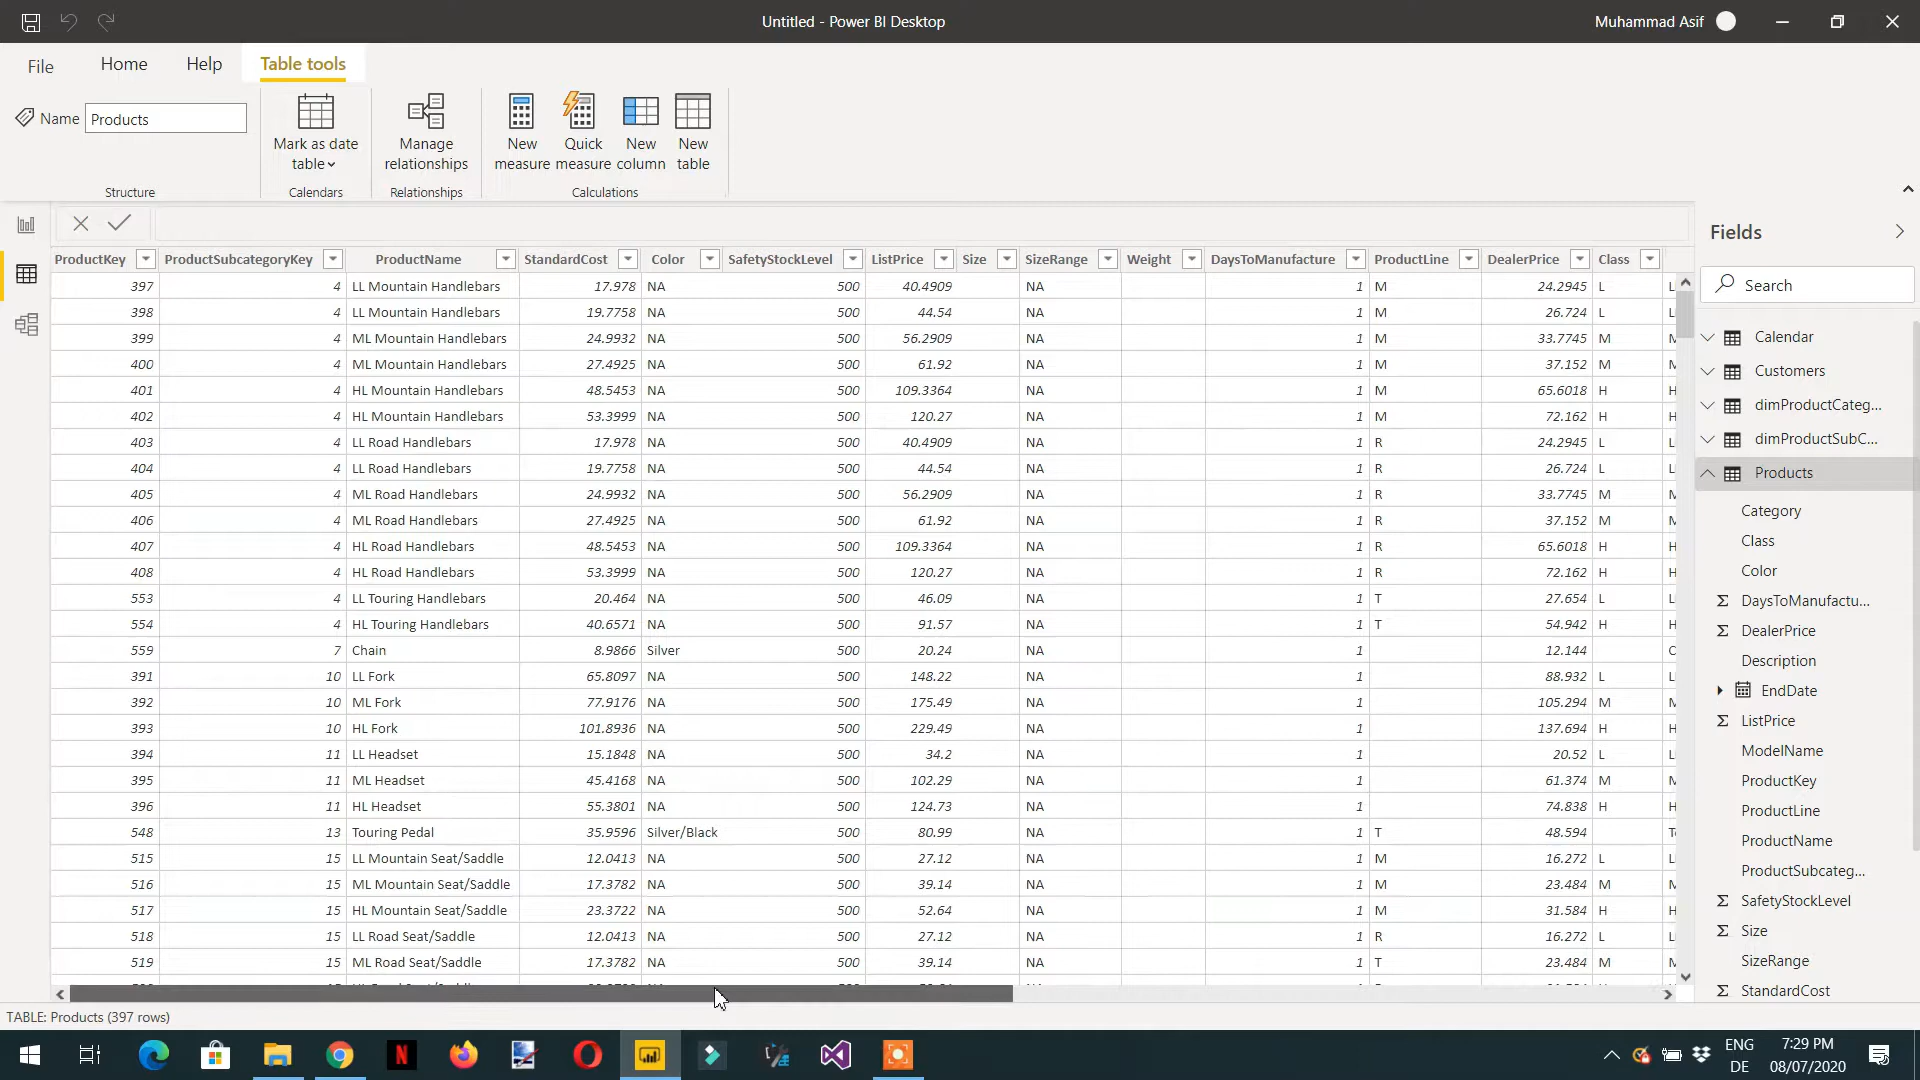 Untitled - Power BI Desktop
Muhammad Asif
File
Home
Help
Table tools
Name
Products
Mark as date
table
Manage
relationships
New
measure
Quick
measure
New
column
New
table
Structure
Calendars
Relationships
Calculations
ProductKey ProductSubcategoryKey ProductName StandardCost Color SafetyStockLevel ListPrice Size SizeRange Weight DaysToManufacture ProductLine DealerPrice Class
397 4 LL Mountain Handlebars 17.978 NA 500 40.4909 NA 1 M 24.2945 L
398 4 LL Mountain Handlebars 19.7758 NA 500 44.54 NA 1 M 26.724 L
399 4 ML Mountain Handlebars 24.9932 NA 500 56.2909 NA 1 M 33.7745 M
400 4 ML Mountain Handlebars 27.4925 NA 500 61.92 NA 1 M 37.152 M
401 4 HL Mountain Handlebars 48.5453 NA 500 109.3364 NA 1 M 65.6018 H
402 4 HL Mountain Handlebars 53.3999 NA 500 120.27 NA 1 M 72.162 H
403 4 LL Road Handlebars 17.978 NA 500 40.4909 NA 1 R 24.2945 L
404 4 LL Road Handlebars 19.7758 NA 500 44.54 NA 1 R 26.724 L
405 4 ML Road Handlebars 24.9932 NA 500 56.2909 NA 1 R 33.7745 M
406 4 ML Road Handlebars 27.4925 NA 500 61.92 NA 1 R 37.152 M
407 4 HL Road Handlebars 48.5453 NA 500 109.3364 NA 1 R 65.6018 H
408 4 HL Road Handlebars 53.3999 NA 500 120.27 NA 1 R 72.162 H
553 4 LL Touring Handlebars 20.464 NA 500 46.09 NA 1 T 27.654 L
554 4 HL Touring Handlebars 40.6571 NA 500 91.57 NA 1 T 54.942 H
559 7 Chain 8.9866 Silver 500 20.24 NA 1 12.144
391 10 LL Fork 65.8097 NA 500 148.22 NA 1 88.932 L
392 10 ML Fork 77.9176 NA 500 175.49 NA 1 105.294 M
393 10 HL Fork 101.8936 NA 500 229.49 NA 1 137.694 H
394 11 LL Headset 15.1848 NA 500 34.2 NA 1 20.52 L
395 11 ML Headset 45.4168 NA 500 102.29 NA 1 61.374 M
396 11 HL Headset 55.3801 NA 500 124.73 NA 1 74.838 H
548 13 Touring Pedal 35.9596 Silver/Black 500 80.99 NA 1 T 48.594
515 15 LL Mountain Seat/Saddle 12.0413 NA 500 27.12 NA 1 M 16.272 L
516 15 ML Mountain Seat/Saddle 17.3782 NA 500 39.14 NA 1 M 23.484 M
517 15 HL Mountain Seat/Saddle 23.3722 NA 500 52.64 NA 1 M 31.584 H
518 15 LL Road Seat/Saddle 12.0413 NA 500 27.12 NA 1 R 16.272 L
519 15 ML Road Seat/Saddle 17.3782 NA 500 39.14 NA 1 T 23.484 M
Fields
Search
Calendar
Customers
dimProductCateg...
dimProductSubC...
Products
Category
Class
Color
DaysToManufactu...
DealerPrice
Description
EndDate
ListPrice
ModelName
ProductKey
ProductLine
ProductName
ProductSubcateg...
SafetyStockLevel
Size
SizeRange
StandardCost
TABLE: Products (397 rows)
ENG
DE
7:29 PM
08/07/2020